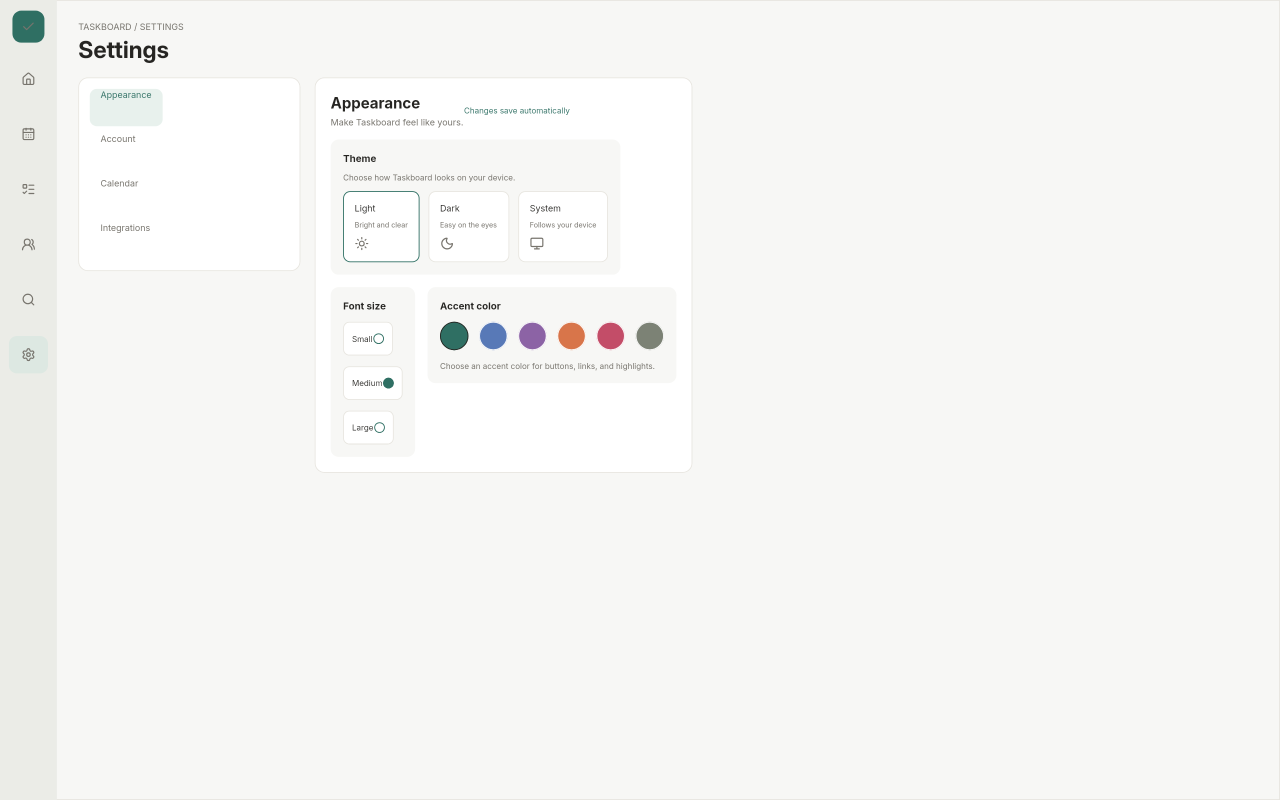 TASKBOARD / SETTINGS
Settings
Appearance
Account
Calendar
Integrations
Appearance
Make Taskboard feel like yours.
Changes save automatically
Theme
Choose how Taskboard looks on your device.
Light
Bright and clear
Dark
Easy on the eyes
System
Follows your device
Font size
Small
Medium
Large
Accent color
Choose an accent color for buttons, links, and highlights.